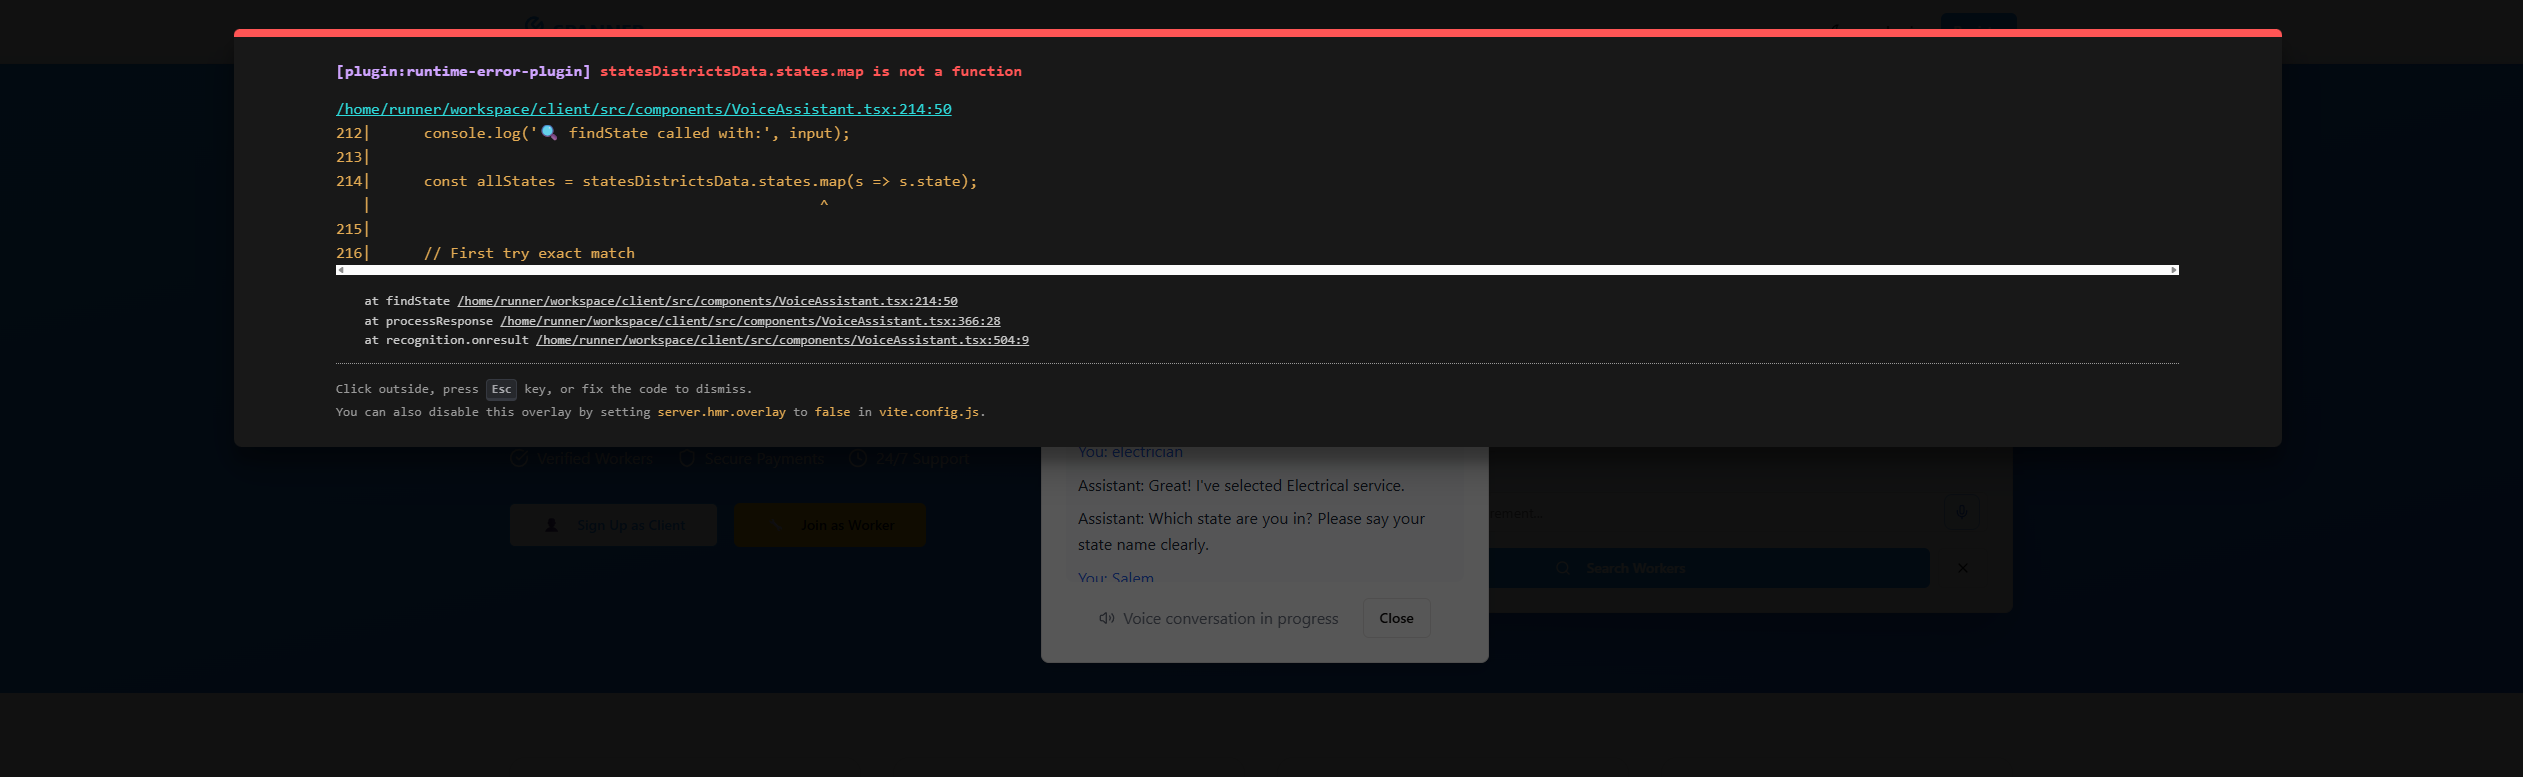 [plugin:runtime-error-plugin] statesDistrictsData.states.map is not a function
/home/runner/workspace/client/src/components/VoiceAssistant.tsx:214:50
212|      console.log('🔍 findState called with:', input);
213|
214|      const allStates = statesDistrictsData.states.map(s => s.state);
|                                                   ^
215|
216|      // First try exact match
at findState /home/runner/workspace/client/src/components/VoiceAssistant.tsx:214:50
at processResponse /home/runner/workspace/client/src/components/VoiceAssistant.tsx:366:28
at recognition.onresult /home/runner/workspace/client/src/components/VoiceAssistant.tsx:504:9
Click outside, press Esc key, or fix the code to dismiss.
You can also disable this overlay by setting server.hmr.overlay to false in vite.config.js.
Verified Workers Secure Payments 24/7 Support
You: electrician
Assistant: Great! I've selected Electrical service.
Assistant: Which state are you in? Please say your
state name clearly.
You: Salem
Sign Up as Client Join as Worker
Search Workers
Voice conversation in progress Close